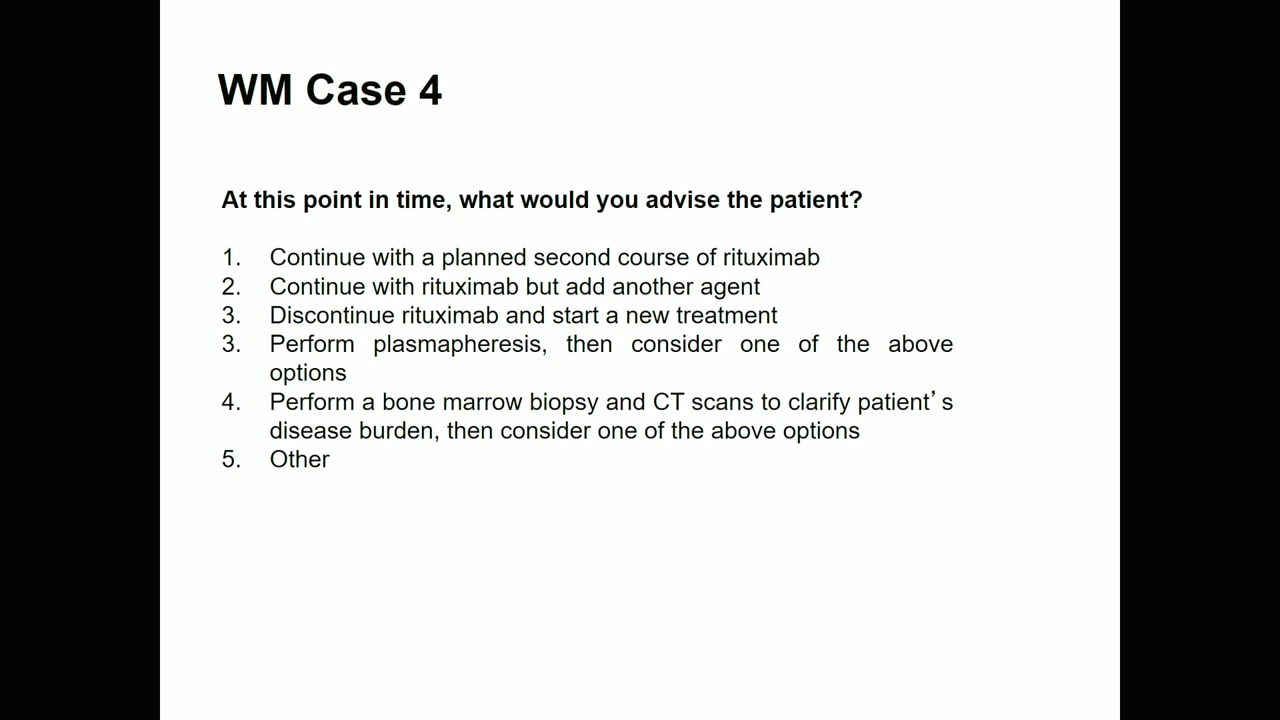 WM Case 4
At this point in time, what would you advise the patient?
1. Continue with a planned second course of rituximab
2. Continue with rituximab but add another agent
3. Discontinue rituximab and start a new treatment
3. Perform plasmapheresis, then consider one of the above
options
4. Perform a bone marrow biopsy and CT scans to clarify patient’s
disease burden, then consider one of the above options
5. Other